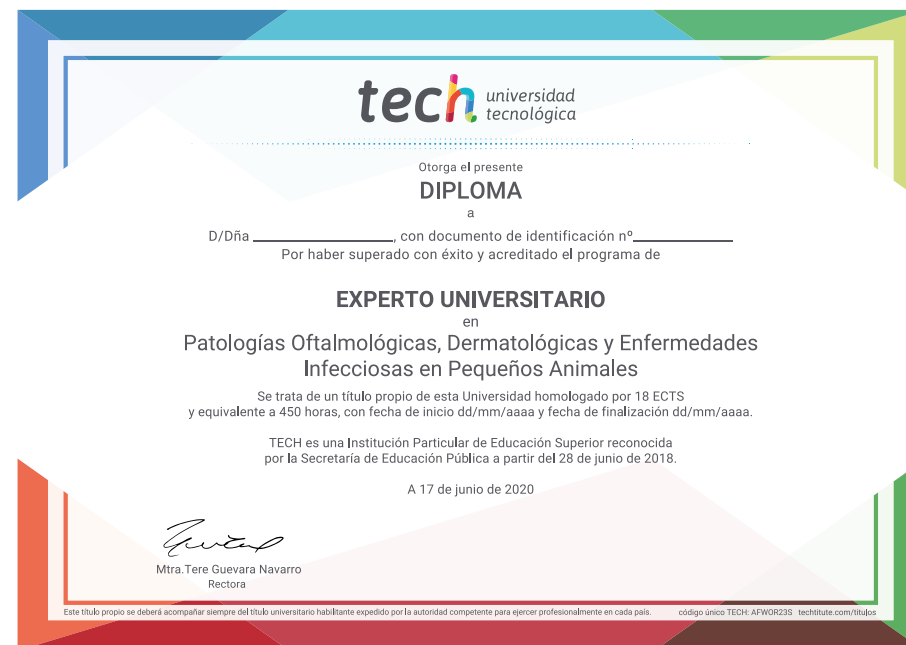 tech universidad
tecnológica
Otorga el presente
DIPLOMA
a
D/Dña ____________________, con documento de identificación nº______________
Por haber superado con éxito y acreditado el programa de
EXPERTO UNIVERSITARIO
en
Patologías Oftalmológicas, Dermatológicas y Enfermedades
Infecciosas en Pequeños Animales
Se trata de un título propio de esta Universidad homologado por 18 ECTS
y equivalente a 450 horas, con fecha de inicio dd/mm/aaaa y fecha de finalización dd/mm/aaaa.
TECH es una Institución Particular de Educación Superior reconocida
por la Secretaría de Educación Pública a partir del 28 de junio de 2018.
A 17 de junio de 2020
Mtra.Tere Guevara Navarro
Rectora
Este título propio se deberá acompañar siempre del título universitario habilitante expedido por la autoridad competente para ejercer profesionalmente en cada país. código único TECH: AFWOR23S techtitute.com/titulos